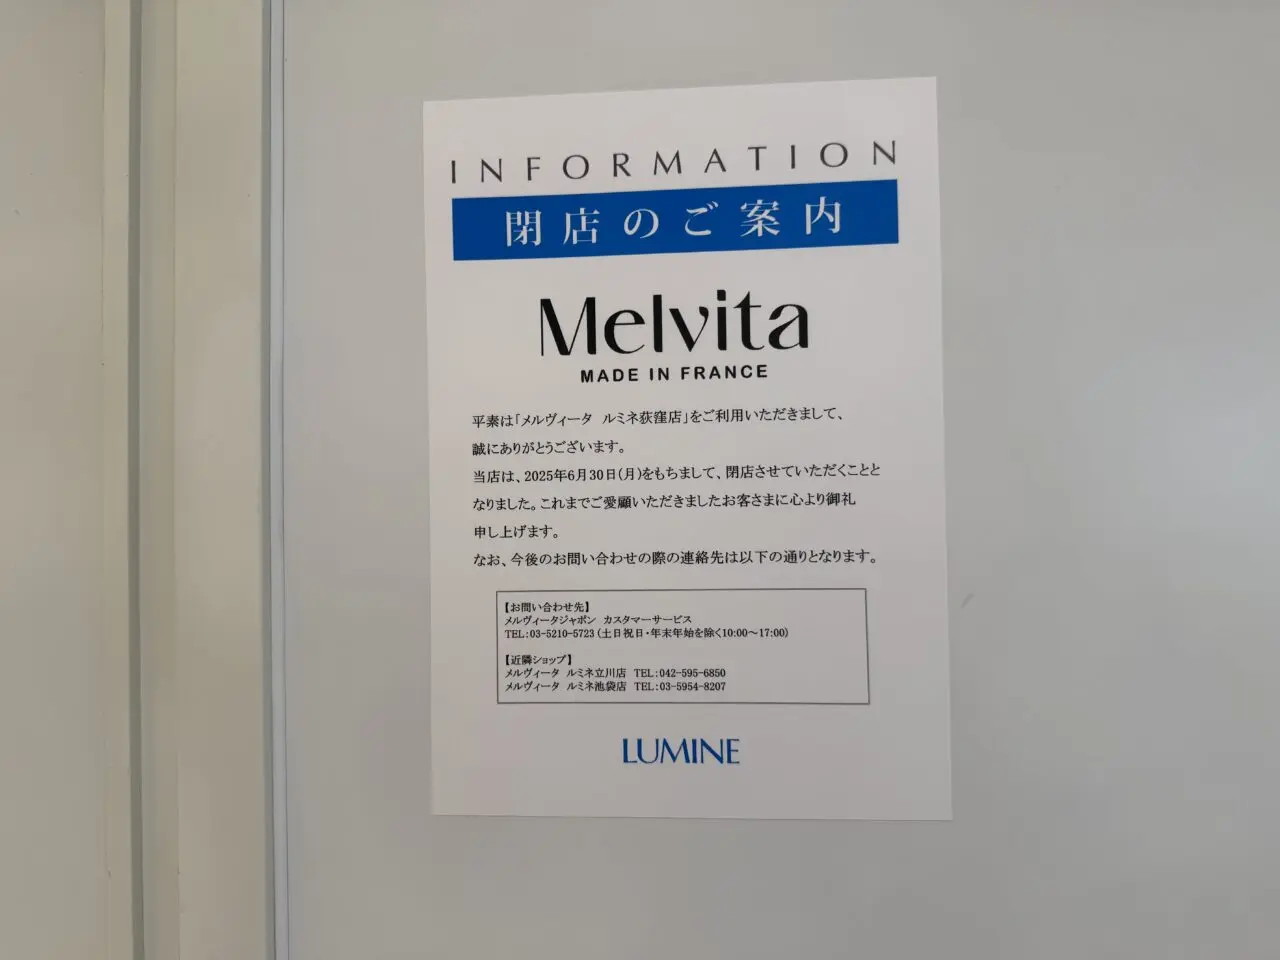 INFORMATION
閉店のご案内
Melvita
MADE IN FRANCE
平素は「メルヴィータ ルミネ荻窪店」をご利用いただきまして、
誠にありがとうございます。
当店は、2025年6月30日(月)をもちまして、閉店させていただくことと
なりました。これまでご愛顧いただきましたお客さまに心より御礼
申し上げます。
なお、今後のお問い合わせの際の連絡先は以下の通りとなります。
【お問い合わせ先】
メルヴィータジャポン カスタマーサービス
TEL:03-5210-5723(土日祝日・年末年始を除く10:00～17:00)
【近隣ショップ】
メルヴィータ ルミネ立川店 TEL:042-595-6850
メルヴィータ ルミネ池袋店 TEL:03-5954-8207
LUMINE